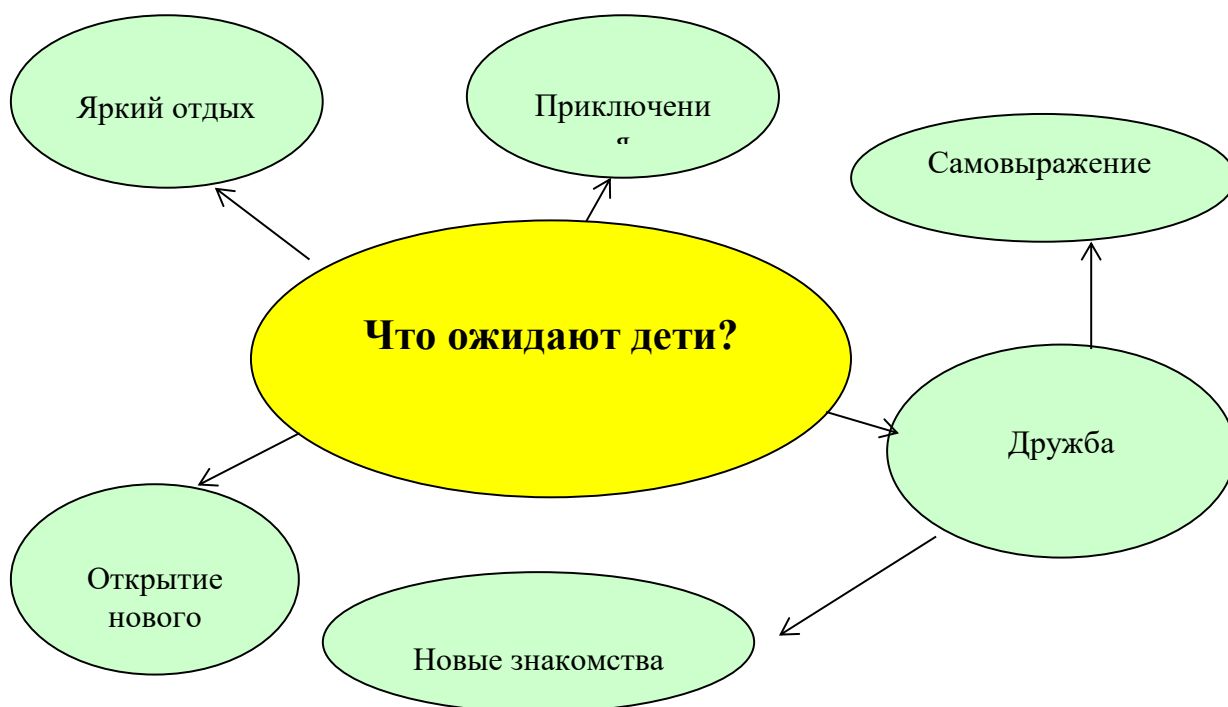 Яркий отдых
Приключени
я
Самовыражение
Что ожидают дети?
Дружба
Открытие
нового
Новые знакомства